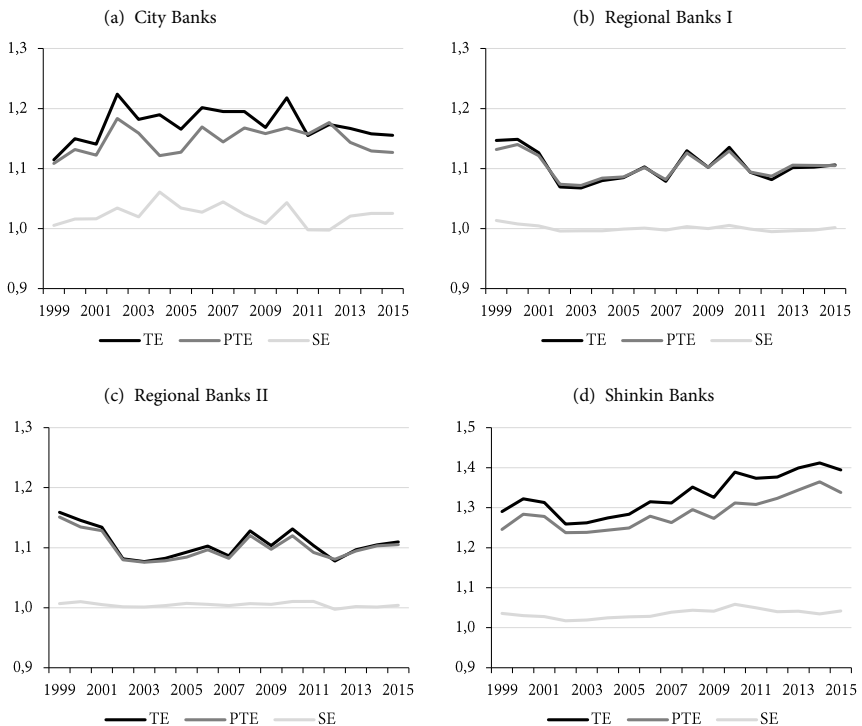 (a) City Banks
1,3
1,2
1,1
1,0
0,9
1999 2001 2003 2005 2007 2009 2011 2013 2015
TE PTE SE
(b) Regional Banks I
1,3
1,2
1,1
1,0
0,9
1999 2001 2003 2005 2007 2009 2011 2013 2015
TE PTE SE
(c) Regional Banks II
1,3
1,2
1,1
1,0
0,9
1999 2001 2003 2005 2007 2009 2011 2013 2015
TE PTE SE
(d) Shinkin Banks
1,5
1,4
1,3
1,2
1,1
1,0
0,9
1999 2001 2003 2005 2007 2009 2011 2013 2015
TE PTE SE